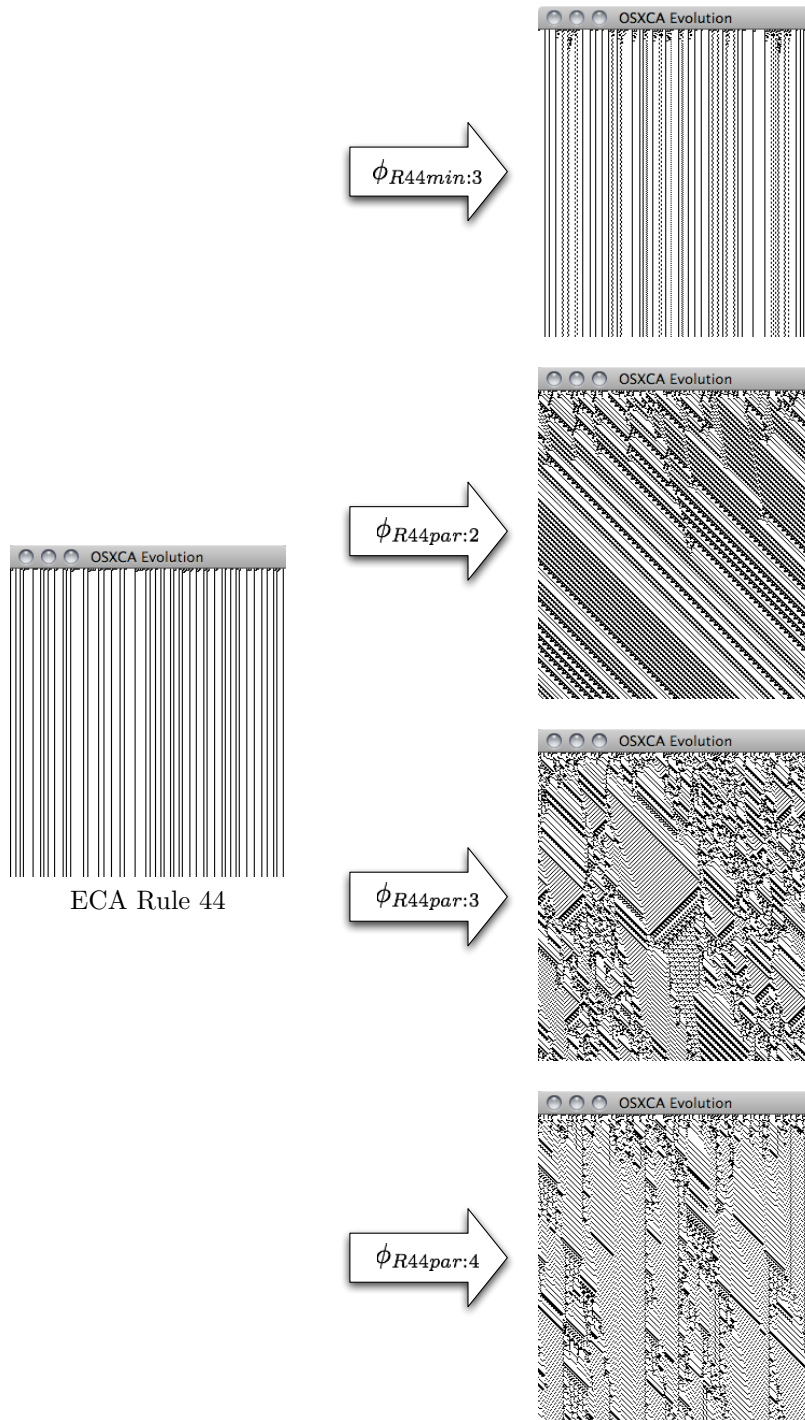 OSXCA Evolution
ϕR44min:3
OSXCA Evolution
ϕR44par:2
OSXCA Evolution
ECA Rule 44
OSXCA Evolution
ϕR44par:3
OSXCA Evolution
ϕR44par:4